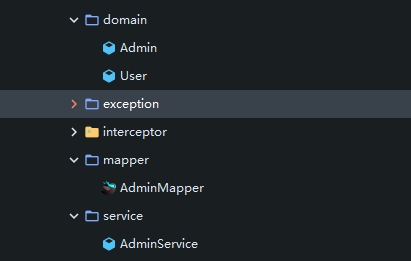 domain
Admin
User
exception
interceptor
mapper
AdminMapper
service
AdminService